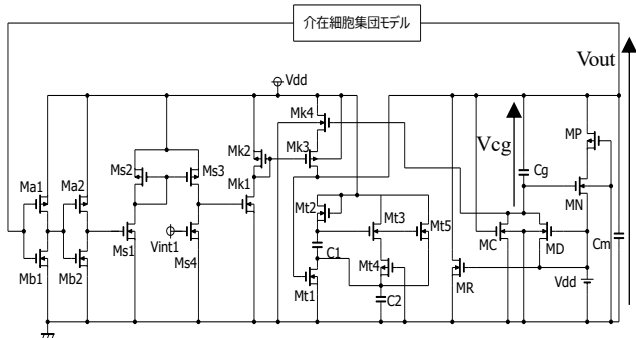 介在細胞集団モデル
Vout
Vdd
Mk4
Vcg
MP
Mk2
Mk3
Ma1
Ma2
Ms2
Ms3
Cg
Mk1
MN
Mt2
Mt3
Mt5
Vint1
Ms1
Ms4
C1
MC
MD
Cm
Mb1
Mb2
Mt4
Mt1
MR
Vdd
C2